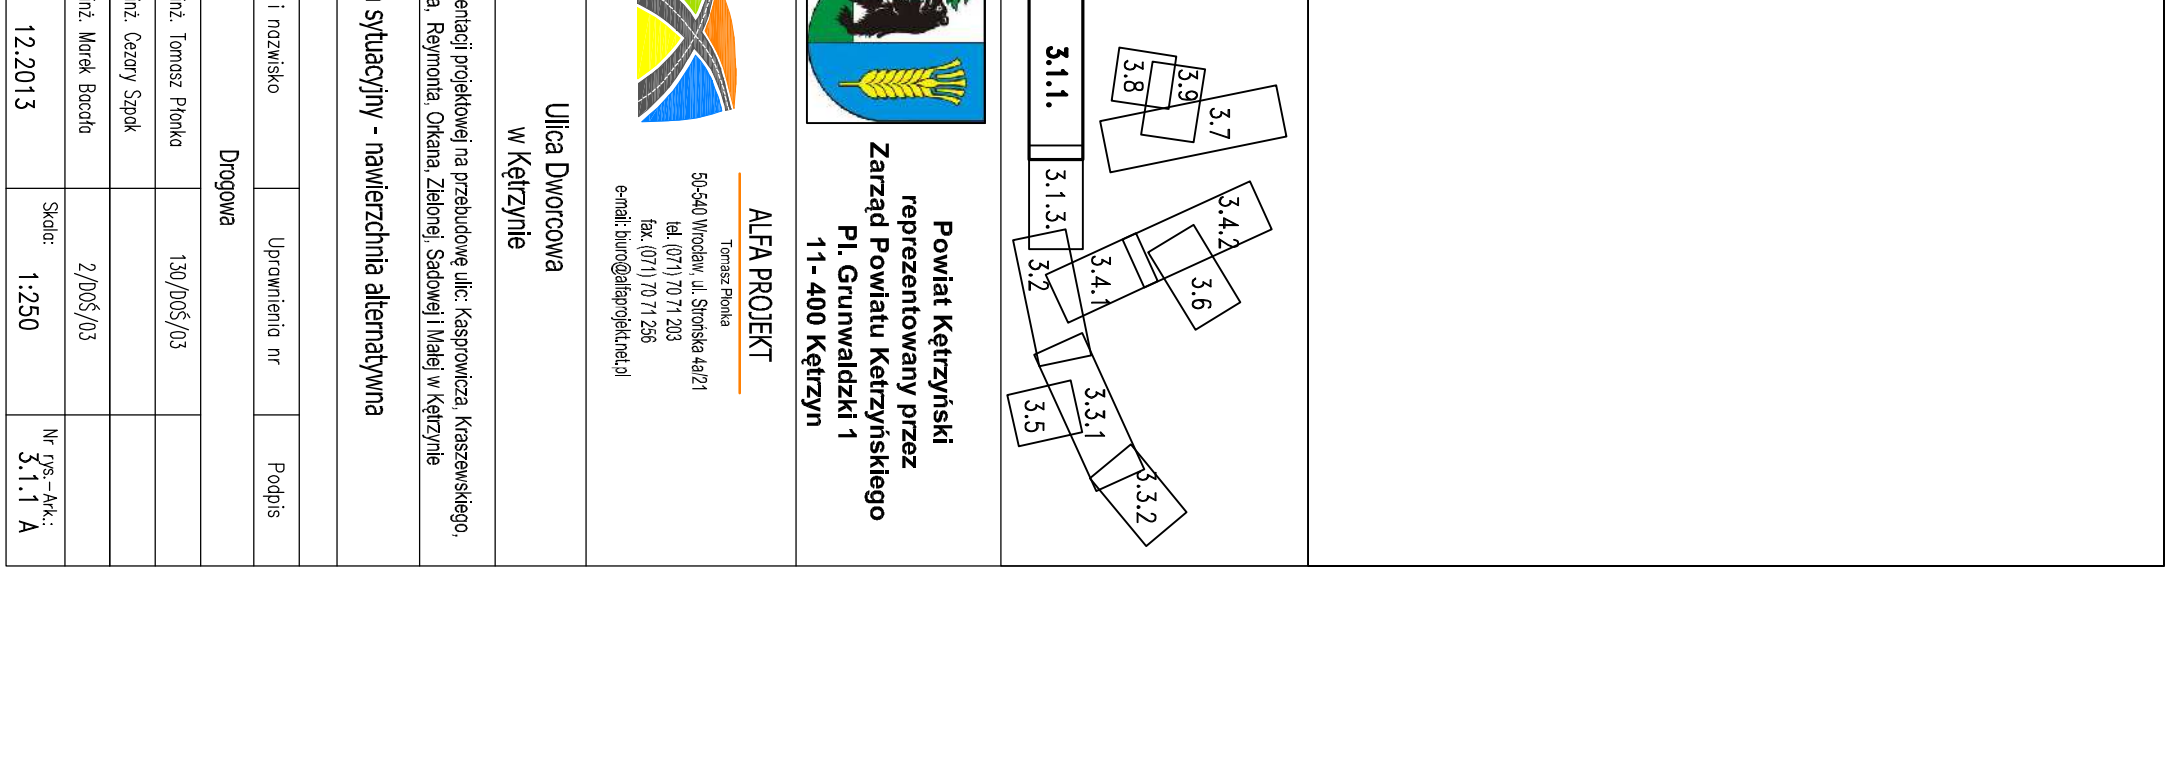 3.1.1.
3.8
3.9
3.7
3.1.3.
3.4.2
3.2
3.4.1
3.6
3.3.1
3.5
3.3.2
Powiat Kętrzyński
reprezentowany przez
Zarząd Powiatu Ketrzyńskiego
Pl. Grunwaldzki 1
11- 400 Kętrzyn
ALFA PROJEKT
Tomasz Płonka
50-540 Wrocław, ul. Strońska 4a/21
tel. (071) 70 71 203
fax. (071) 70 71 256
e-mail: biuro@alfaprojekt.net.pl
Ulica Dworcowa
w Kętrzynie
entacji projektowej na przebudowę ulic: Kasprowicza, Kraszewskiego,
a, Reymonta, Orkana, Zielonej, Sadowej i Małej w Kętrzynie
sytuacyjny - nawierzchnia alternatywna
i nazwisko Uprawnienia nr Podpis
Drogowa
inż. Tomasz Płonka 130/DOŚ/03
inż. Cezary Szpak
inż. Marek Bacała 2/DOŚ/03
12.2013 Skala: 1:250 Nr rys.-Ark.: 3.1.1 A